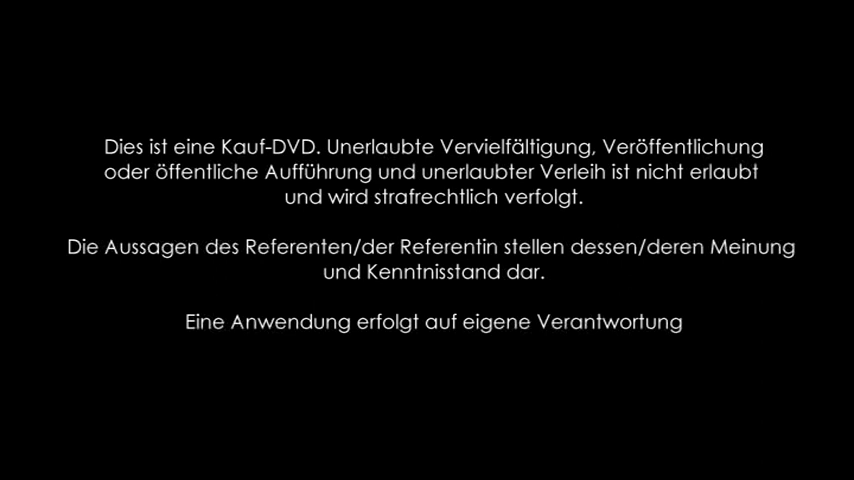 Dies ist eine Kauf-DVD. Unerlaubte Vervielfältigung, Veröffentlichung
oder öffentliche Aufführung und unerlaubter Verleih ist nicht erlaubt
und wird strafrechtlich verfolgt.
Die Aussagen des Referenten/der Referentin stellen dessen/deren Meinung
und Kenntnisstand dar.
Eine Anwendung erfolgt auf eigene Verantwortung